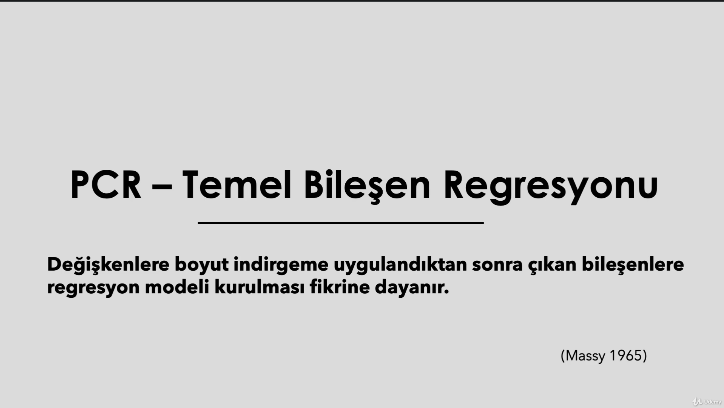 PCR – Temel Bileşen Regresyonu
Değişkenlere boyut indirgeme uygulandıktan sonra çıkan bileşenlere
regresyon modeli kurulması fikrine dayanır.
(Massy 1965)